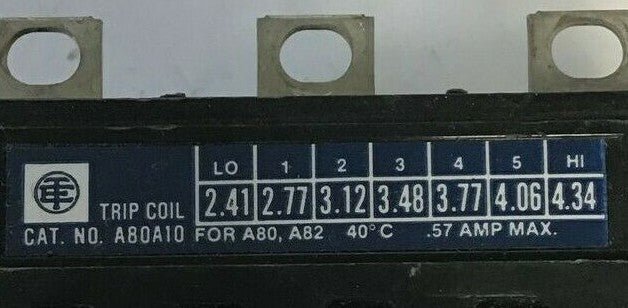 LO 1 2 3 4 5 HI
TRIP COIL 2.41 2.77 3.12 3.48 3.77 4.06 4.34
CAT. NO. A80A10 FOR A80, A82 40°C .57 AMP MAX.